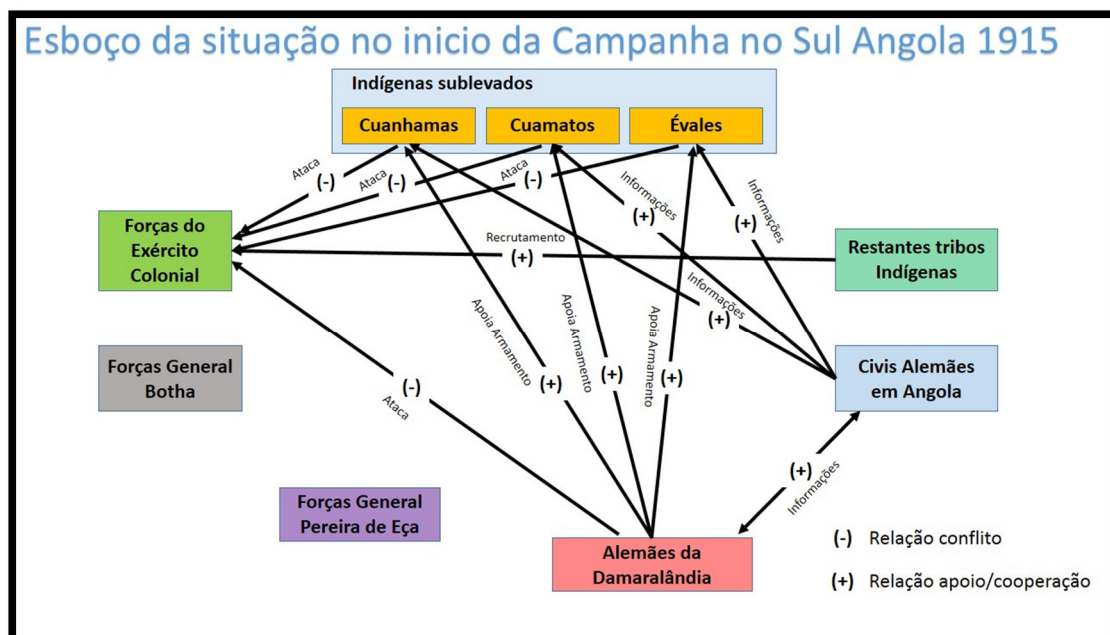 Esboço da situação no inicio da Campanha no Sul Angola 1915
Indígenas sublevados
Cuanhamas
Cuamatos
Évales
Ataca
(-)
Ataca
(-)
Ataca
(-)
Informações
(+)
Informações
(+)
Forças do
Exército
Colonial
Recrutamento
(+)
Restantes tribos
Indígenas
Informações
(+)
Apoia Armamento
(+)
Apoia Armamento
(+)
Apoia Armamento
(+)
Forças General
Botha
(-)
Ataca
Civis Alemães
em Angola
(+)
Informações
Forças General
Pereira de Eça
Alemães da
Damaralândia
(-) Relação conflito
(+) Relação apoio/cooperação